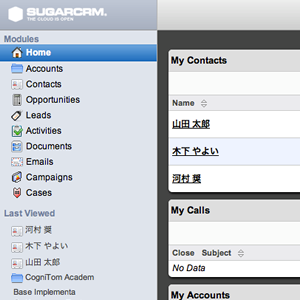 SUGARCRM.
THE CLOUD IS OPEN
Modules
Home
Accounts
Contacts
Opportunities
Leads
Activities
Documents
Emails
Campaigns
Cases
Last Viewed
河村 奨
木下 やよい
山田 太郎
CogniTom Academ
Base Implementa
My Contacts
Name
山田 太郎
木下 やよい
河村 奨
My Calls
Close Subject
No Data
My Accounts